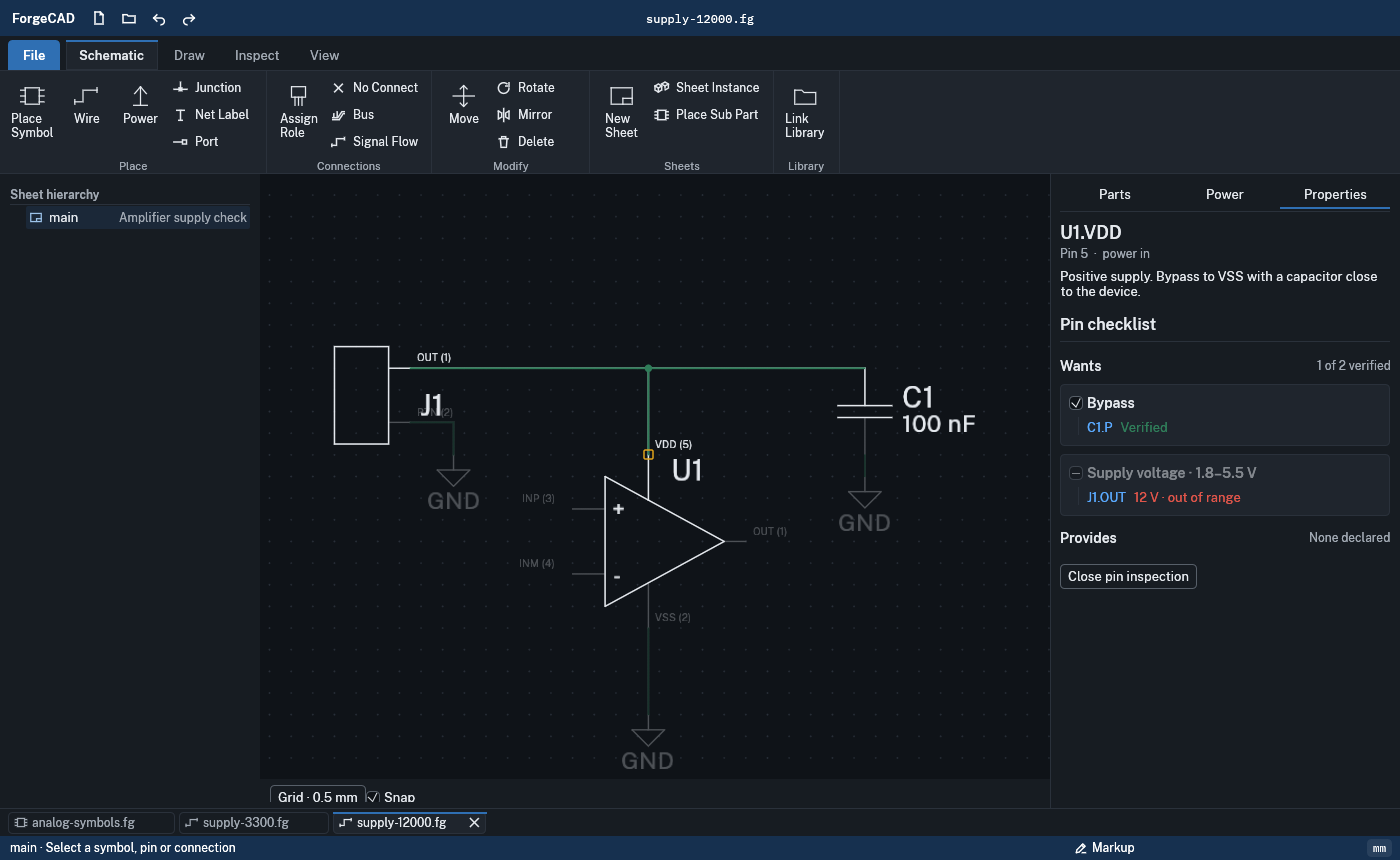 ForgeCAD
supply-12000.fg
File
Schematic
Draw
Inspect
View
Place
Symbol
Wire
Power
Junction
Net Label
Port
Place
Assign
Role
No Connect
Bus
Signal Flow
Connections
Move
Rotate
Mirror
Delete
Modify
New
Sheet
Sheet Instance
Place Sub Part
Sheets
Link
Library
Library
Sheet hierarchy
main Amplifier supply check
OUT (1)
J1
GND
VDD (5)
U1
INP (3)
+
INM (4)
-
OUT (1)
VSS (2)
GND
C1
100 nF
GND
Grid · 0.5 mm
Snap
Parts
Power
Properties
U1.VDD
Pin 5 · power in
Positive supply. Bypass to VSS with a capacitor close
to the device.
Pin checklist
Wants 1 of 2 verified
Bypass
C1.P Verified
Supply voltage · 1.8–5.5 V
J1.OUT 12 V · out of range
Provides None declared
Close pin inspection
analog-symbols.fg
supply-3300.fg
supply-12000.fg
main · Select a symbol, pin or connection
Markup
mm